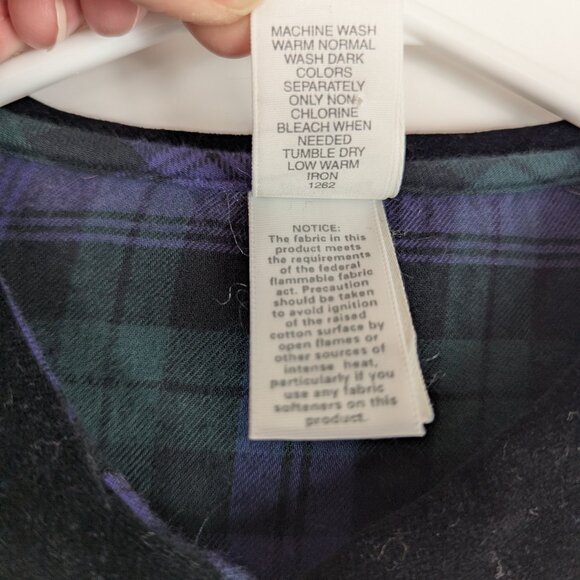 MACHINE WASH
WARM NORMAL
WASH DARK
COLORS
SEPARATELY
ONLY NON
CHLORINE
BLEACH WHEN
NEEDED
TUMBLE DRY
LOW WARM
IRON
1262
NOTICE:
The fabric in this
product meets
the requirements
of the federal
flammable fabric
act. Precaution
should be taken
to avoid ignition
of the raised
cotton surface by
open flames or
other sources of
intense heat,
particularly if you
use any fabric
softeners on this
product.